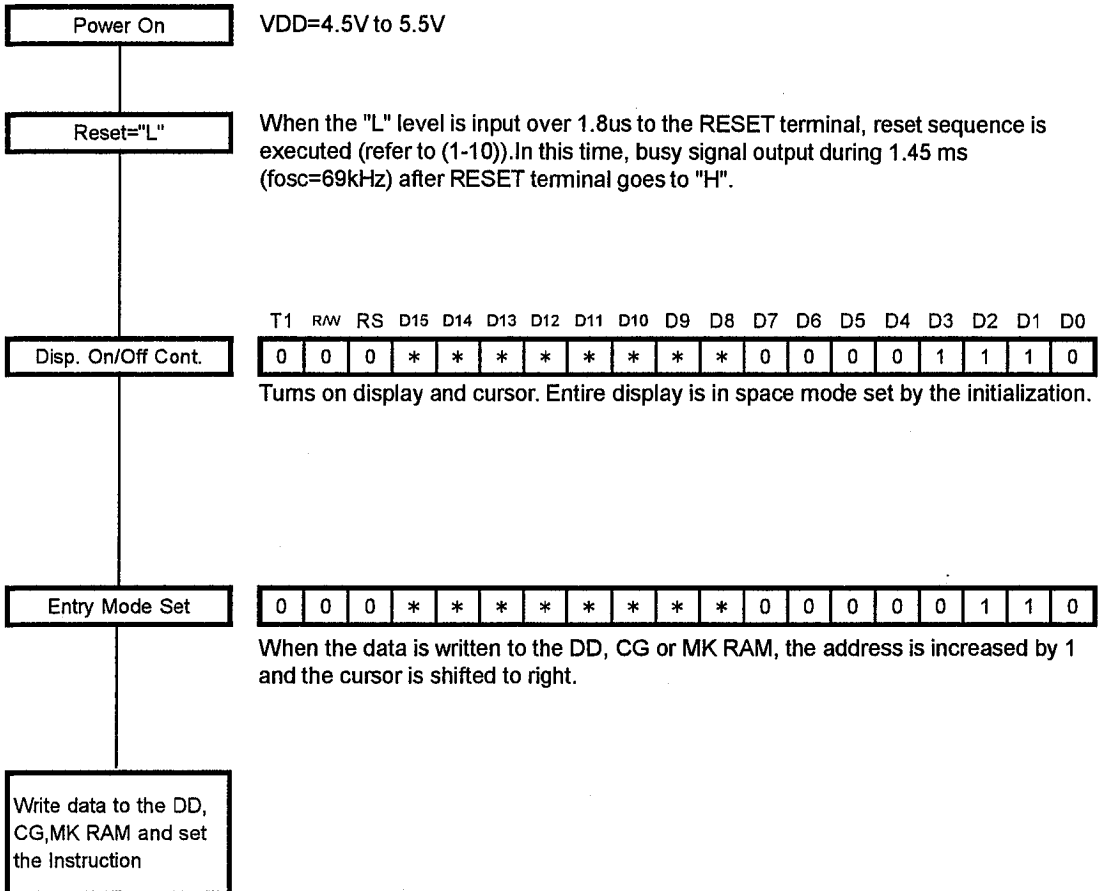 Power On VDD=4.5V to 5.5V
Reset="L" When the "L" level is input over 1.8us to the RESET terminal, reset sequence is
executed (refer to (1-10)).In this time, busy signal output during 1.45 ms
(fosc=69kHz) after RESET terminal goes to "H".
T1 R/W RS D15 D14 D13 D12 D11 D10 D9 D8 D7 D6 D5 D4 D3 D2 D1 D0
Disp. On/Off Cont. 0 0 0 * * * * * * * * 0 0 0 0 1 1 1 0
Turns on display and cursor. Entire display is in space mode set by the initialization.
Entry Mode Set 0 0 0 * * * * * * * * 0 0 0 0 0 1 1 0
When the data is written to the DD, CG or MK RAM, the address is increased by 1
and the cursor is shifted to right.
Write data to the DD,
CG,MK RAM and set
the Instruction